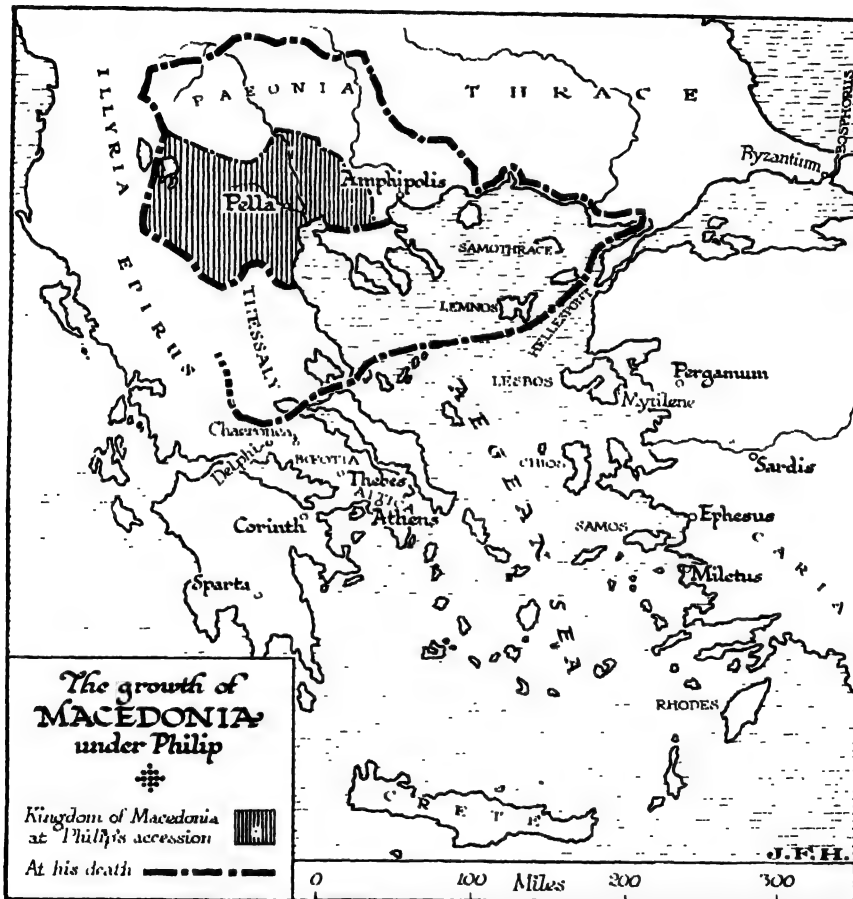 ILLYRIA
PAEONIA
THRACE
BOSPHORUS
Byzantium
Amphipolis
Pella
SAMOTHRACE
EPIRUS
THESSALY
LEMNOS
HELLESPONT
LESBOS
Pergamum
Mytilene
AEGEAN SEA
Chaeronea
Delphi
BŒOTIA
Thebes
ATTICA
CHIOS
Sardis
Corinth
Athens
SAMOS
Ephesus
CARIA
Sparta
Miletus
RHODES
CRETE
The growth of
MACEDONIA
under Philip
Kingdom of Macedonia
at Philip's accession
At his death
0 100 Miles 200 300
J.F.H.